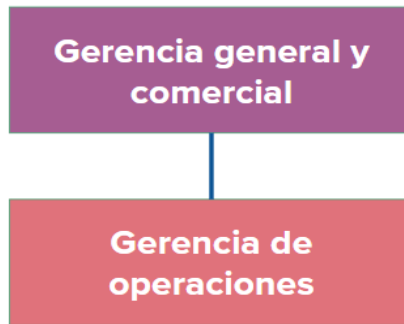 Gerencia general y
comercial
Gerencia de
operaciones